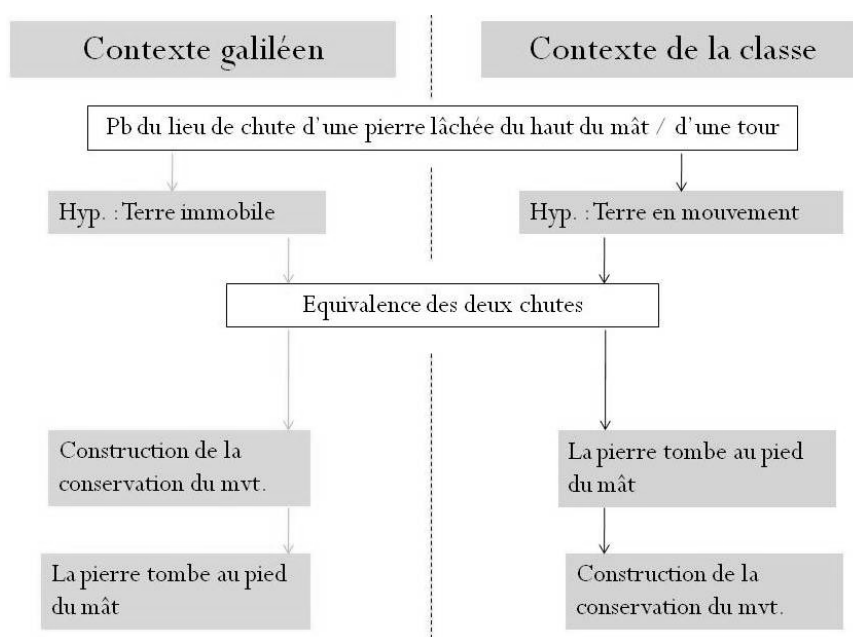 Contexte galiléen
Contexte de la classe
Pb du lieu de chute d'une pierre lâchée du haut du mât / d'une tour
Hyp. : Terre immobile
Hyp. : Terre en mouvement
Equivalence des deux chutes
Construction de la
conservation du mvt.
La pierre tombe au pied
du mât
La pierre tombe au pied
du mât
Construction de la
conservation du mvt.